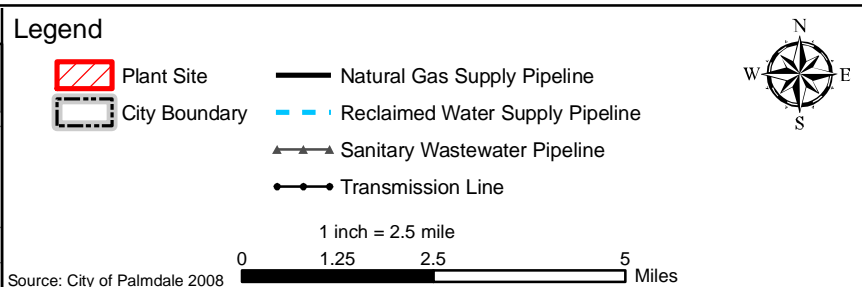 Legend
N
W E
S
Plant Site
City Boundary
Natural Gas Supply Pipeline
Reclaimed Water Supply Pipeline
Sanitary Wastewater Pipeline
Transmission Line
1 inch = 2.5 mile
0 1.25 2.5 5
Miles
Source: City of Palmdale 2008